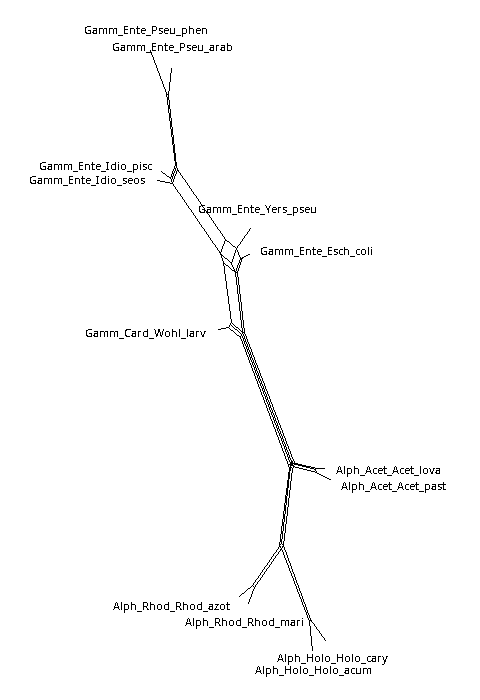 Gamm_Ente_Pseu_phen
Gamm_Ente_Pseu_arab
Gamm_Ente_Idio_pisc
Gamm_Ente_Idio_seos
Gamm_Ente_Yers_pseu
Gamm_Ente_Esch_coli
Gamm_Card_Wohl_larv
Alph_Acet_Acet_lova
Alph_Acet_Acet_past
Alph_Rhod_Rhod_azot
Alph_Rhod_Rhod_mari
Alph_Holo_Holo_cary
Alph_Holo_Holo_acum